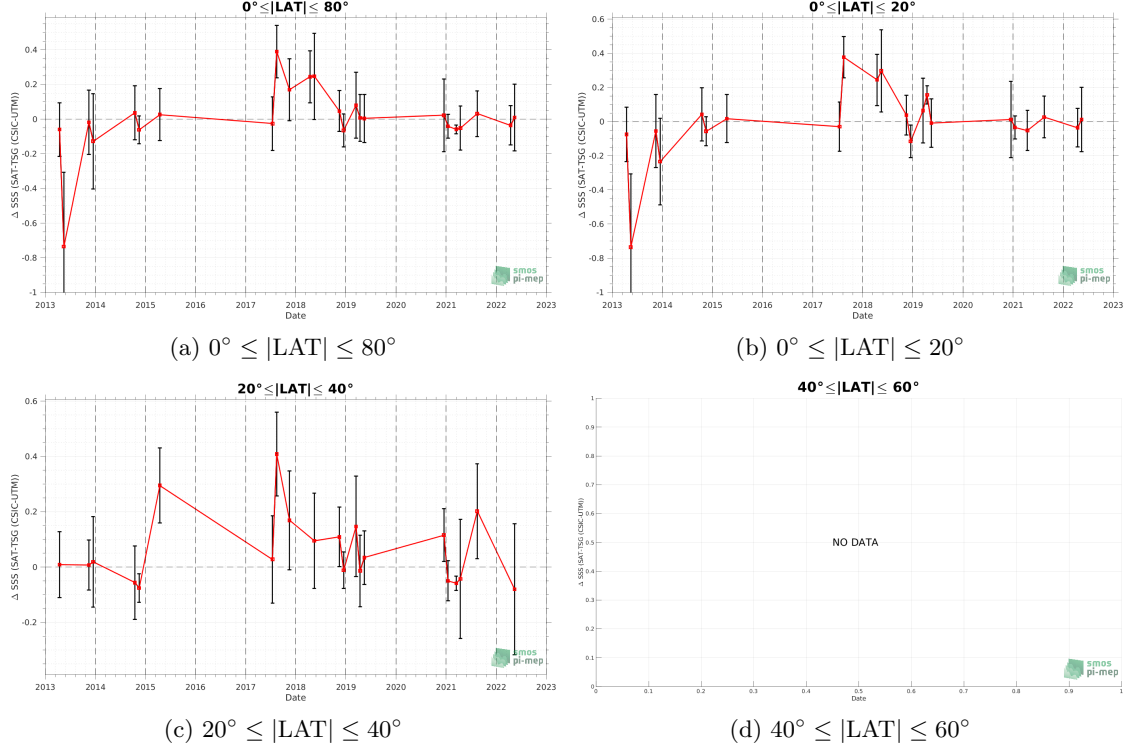 0°≤|LAT|≤ 80°
Δ SSS (SAT-TSG (CSIC-UTM))
0.4
0.2
0
-0.2
-0.4
-0.6
-0.8
-1
2013 2014 2015 2016 2017 2018 2019 2020 2021 2022 2023
Date
smos
pi-mep
(a) 0° ≤ |LAT| ≤ 80°
0°≤|LAT|≤ 20°
Δ SSS (SAT-TSG (CSIC-UTM))
0.6
0.4
0.2
0
-0.2
-0.4
-0.6
-0.8
-1
2013 2014 2015 2016 2017 2018 2019 2020 2021 2022 2023
Date
smos
pi-mep
(b) 0° ≤ |LAT| ≤ 20°
20°≤|LAT|≤ 40°
Δ SSS (SAT-TSG (CSIC-UTM))
0.6
0.4
0.2
0
-0.2
2013 2014 2015 2016 2017 2018 2019 2020 2021 2022 2023
Date
smos
pi-mep
(c) 20° ≤ |LAT| ≤ 40°
40°≤|LAT|≤ 60°
Δ SSS (SAT-TSG (CSIC-UTM))
1
0.9
0.8
0.7
0.6
0.5
0.4
0.3
0.2
0.1
0
NO DATA
0 0.1 0.2 0.3 0.4 0.5 0.6 0.7 0.8 0.9 1
Date
smos
pi-mep
(d) 40° ≤ |LAT| ≤ 60°